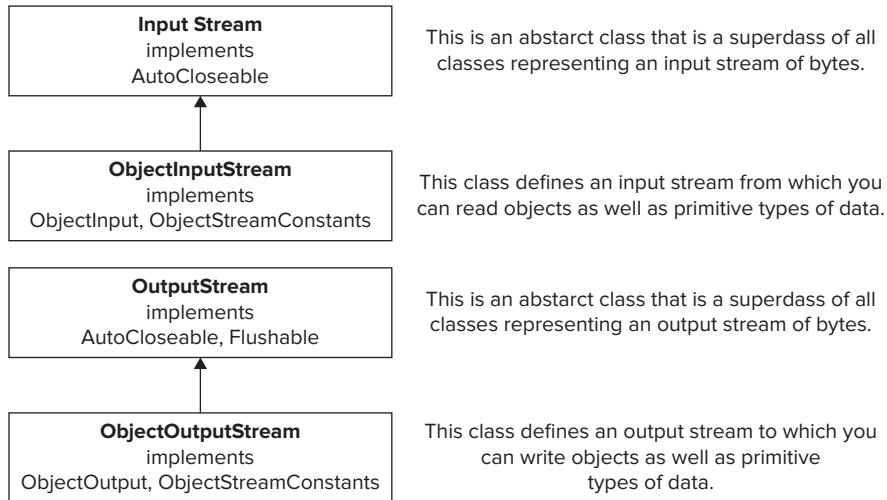 Input Stream
implements
AutoCloseable
This is an abstarct class that is a superdass of all
classes representing an input stream of bytes.
ObjectInputStream
implements
ObjectInput, ObjectStreamConstants
This class defines an input stream from which you
can read objects as well as primitive types of data.
OutputStream
implements
AutoCloseable, Flushable
This is an abstarct class that is a superdass of all
classes representing an output stream of bytes.
ObjectOutputStream
implements
ObjectOutput, ObjectStreamConstants
This class defines an output stream to which you
can write objects as well as primitive
types of data.